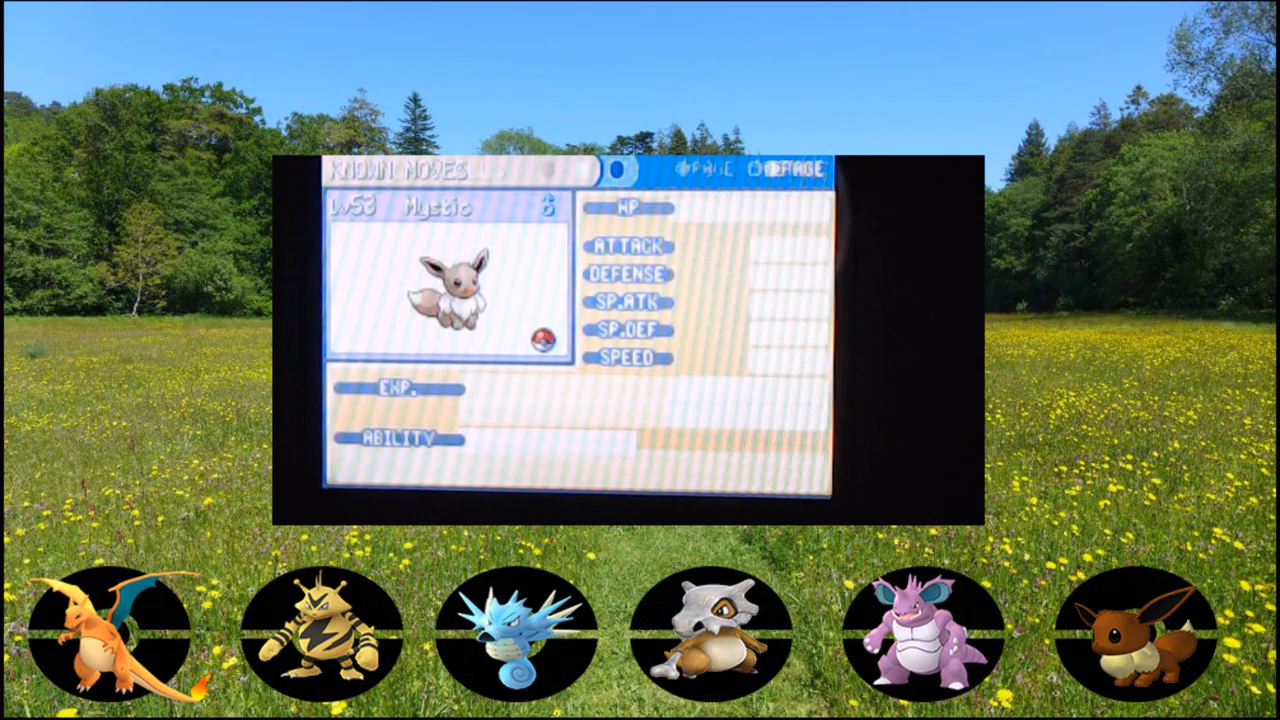 KNOWN MOVES
PAGE
Lv53 Mystic ♂
HP
ATTACK
DEFENSE
SP.ATK
SP.DEF
SPEED
EXP.
ABILITY